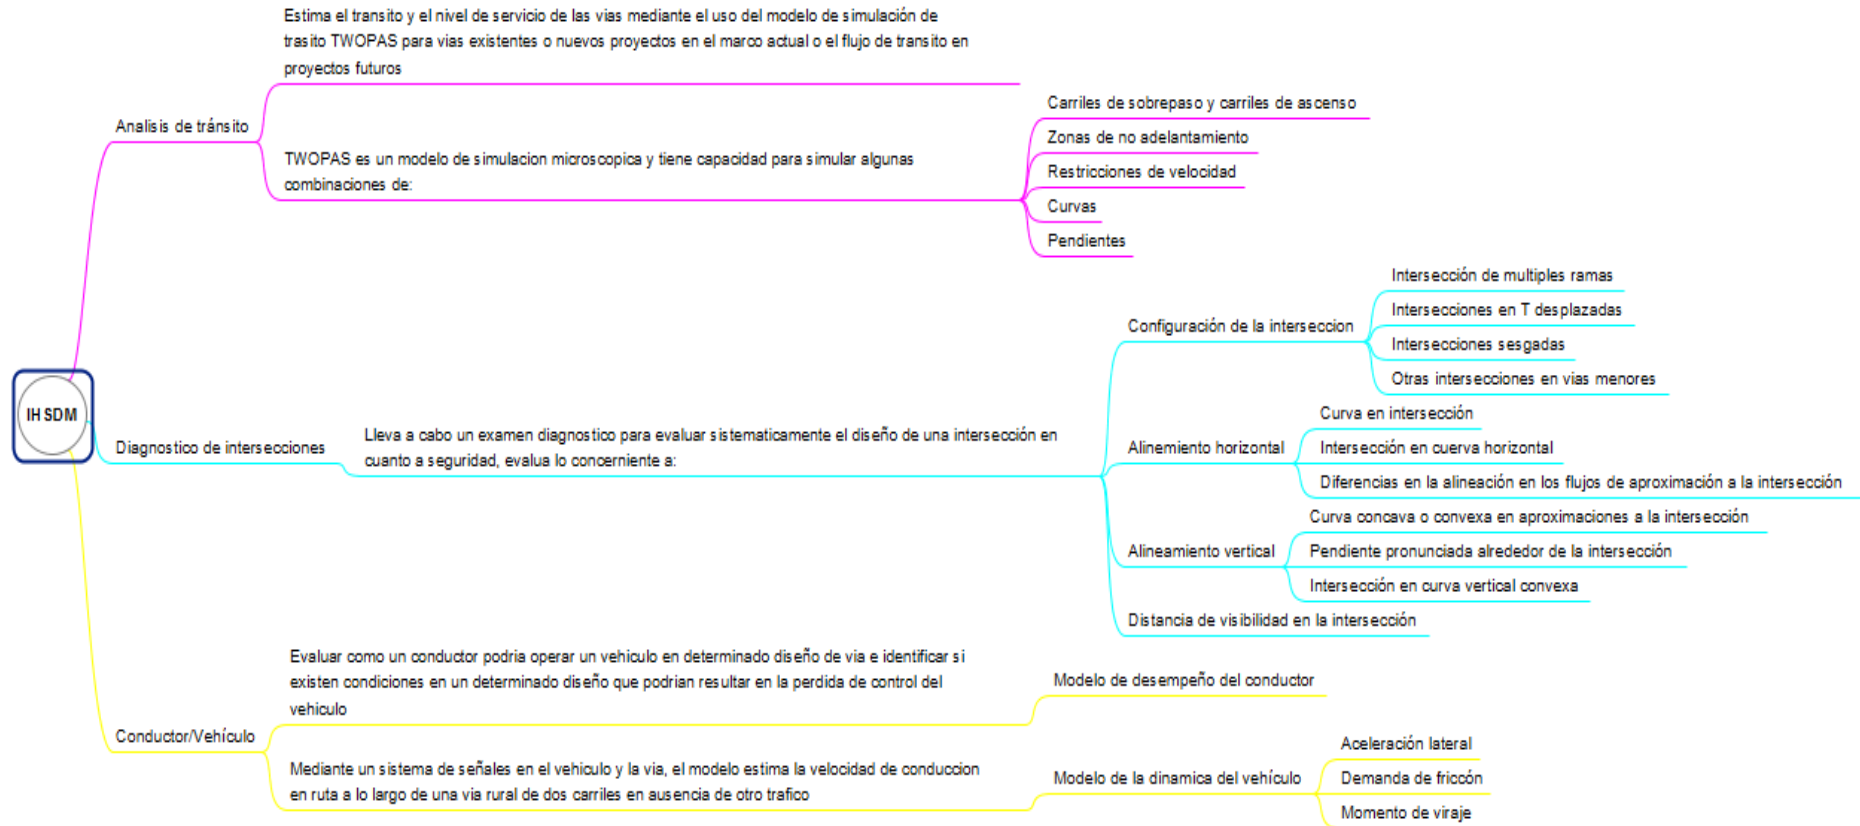 Estima el transito y el nivel de servicio de las vias mediante el uso del modelo de simulación de
trasito TWOPAS para vias existentes o nuevos proyectos en el marco actual o el flujo de transito en
proyectos futuros
Analisis de tránsito
TWOPAS es un modelo de simulacion microscopica y tiene capacidad para simular algunas
combinaciones de:
Carriles de sobrepaso y carriles de ascenso
Zonas de no adelantamiento
Restricciones de velocidad
Curvas
Pendientes
IHSDM
Diagnostico de intersecciones
Lleva a cabo un examen diagnostico para evaluar sistematicamente el diseño de una intersección en
cuanto a seguridad, evalua lo concerniente a:
Configuración de la interseccion
Intersección de multiples ramas
Intersecciones en T desplazadas
Intersecciones sesgadas
Otras intersecciones en vias menores
Alinemiento horizontal
Curva en intersección
Intersección en cuerva horizontal
Diferencias en la alineación en los flujos de aproximación a la intersección
Alineamiento vertical
Curva concava o convexa en aproximaciones a la intersección
Pendiente pronunciada alrededor de la intersección
Intersección en curva vertical convexa
Distancia de visibilidad en la intersección
Conductor/Vehículo
Evaluar como un conductor podria operar un vehiculo en determinado diseño de via e identificar si
existen condiciones en un determinado diseño que podrian resultar en la perdida de control del
vehiculo
Modelo de desempeño del conductor
Mediante un sistema de señales en el vehiculo y la via, el modelo estima la velocidad de conduccion
en ruta a lo largo de una via rural de dos carriles en ausencia de otro trafico
Modelo de la dinamica del vehículo
Aceleración lateral
Demanda de friccón
Momento de viraje